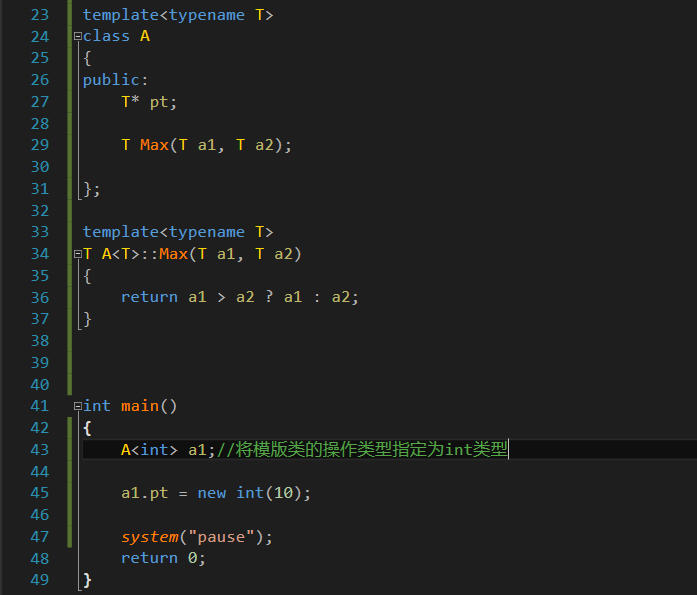 23 template<typename T>
24 class A
25 {
26 public:
27     T* pt;
28
29     T Max(T a1, T a2);
30
31 };
32
33 template<typename T>
34 T A<T>::Max(T a1, T a2)
35 {
36     return a1 > a2 ? a1 : a2;
37 }
38
39
40
41 int main()
42 {
43     A<int> a1;//将模版类的操作类型指定为int类型
44
45     a1.pt = new int(10);
46
47     system("pause");
48     return 0;
49 }